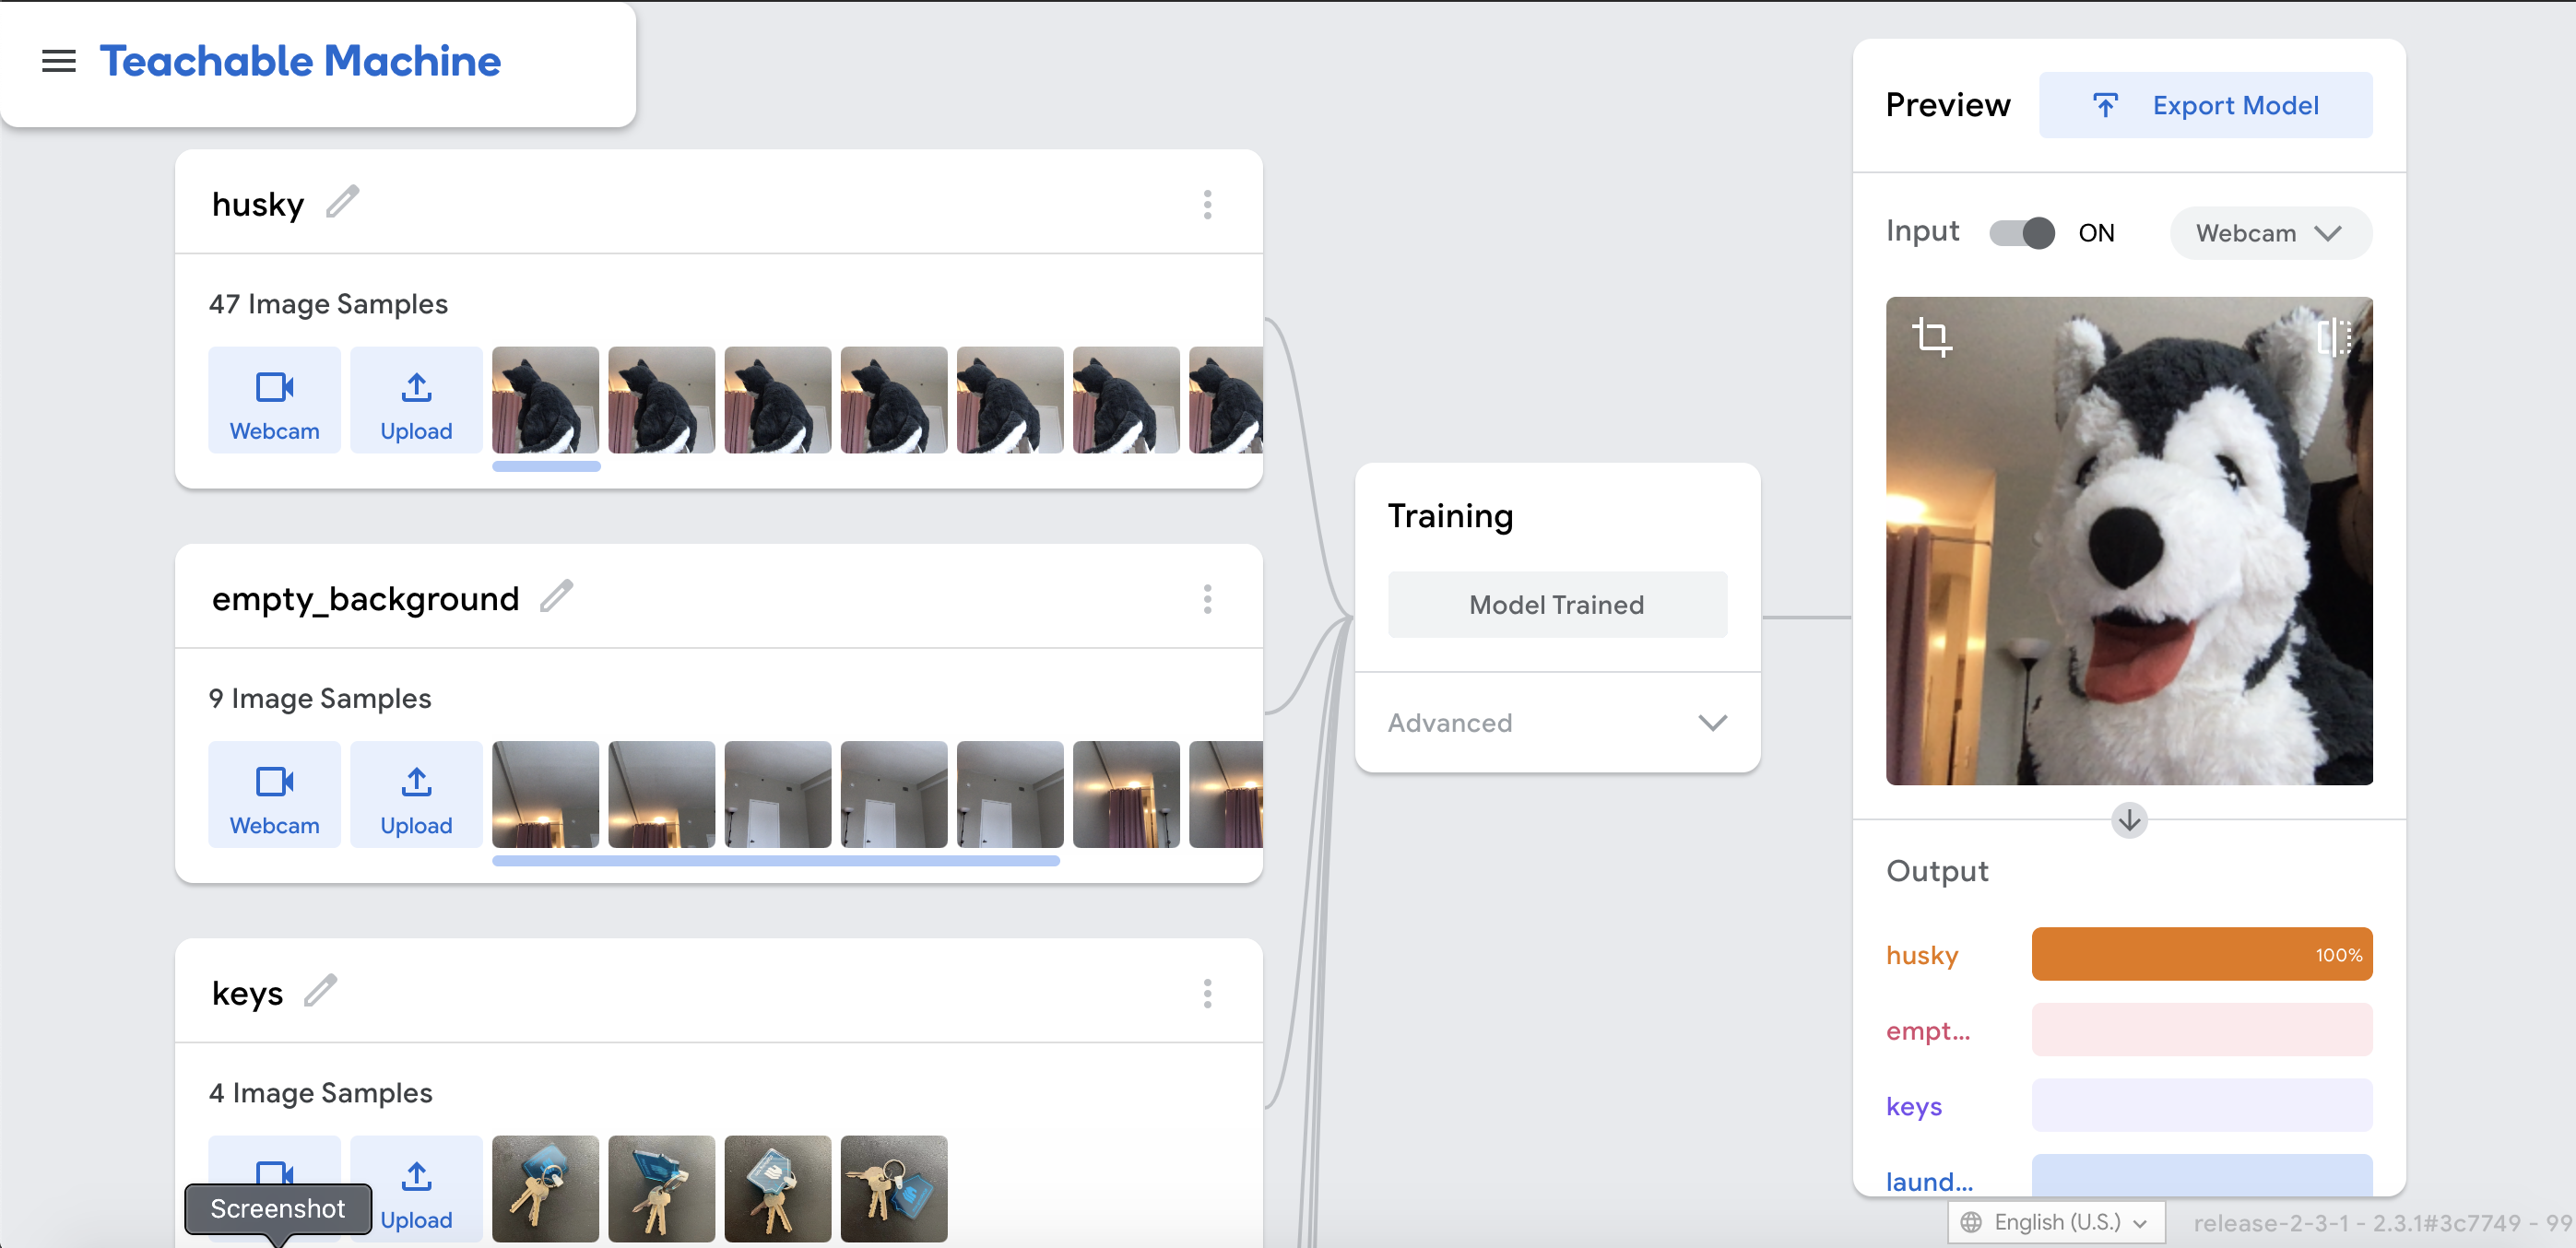 Teachable Machine
husky
47 Image Samples
Webcam
Upload
empty_background
9 Image Samples
Webcam
Upload
keys
4 Image Samples
Screenshot
Upload
Training
Model Trained
Advanced
Preview
Export Model
Input
ON
Webcam
Output
husky
100%
empt...
keys
laund...
English (U.S.)
release-2-3-1 - 2.3.1#3c7749 - 99